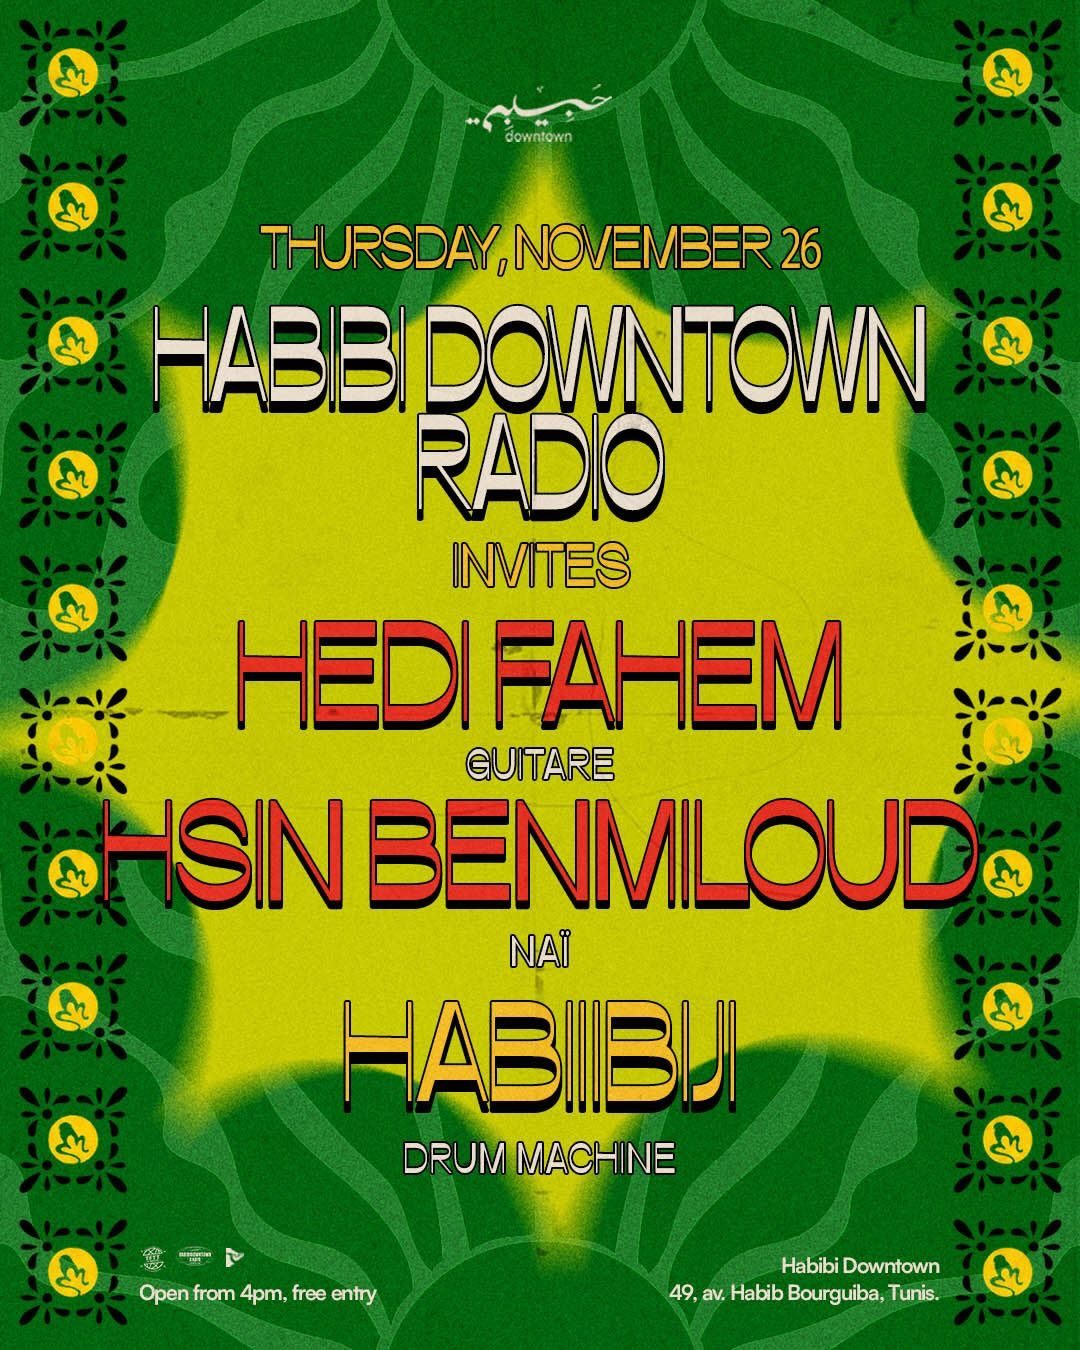 حبيبي
downtown
THURSDAY, NOVEMBER 26
HABIBI DOWNTOWN
RADIO
INVITES
HEDI FAHEM
GUITARE
HSIN BENMILOUD
NAÏ
HABIIIBIJI
DRUM MACHINE
Open from 4pm, free entry
Habibi Downtown
49, av. Habib Bourguiba, Tunis.